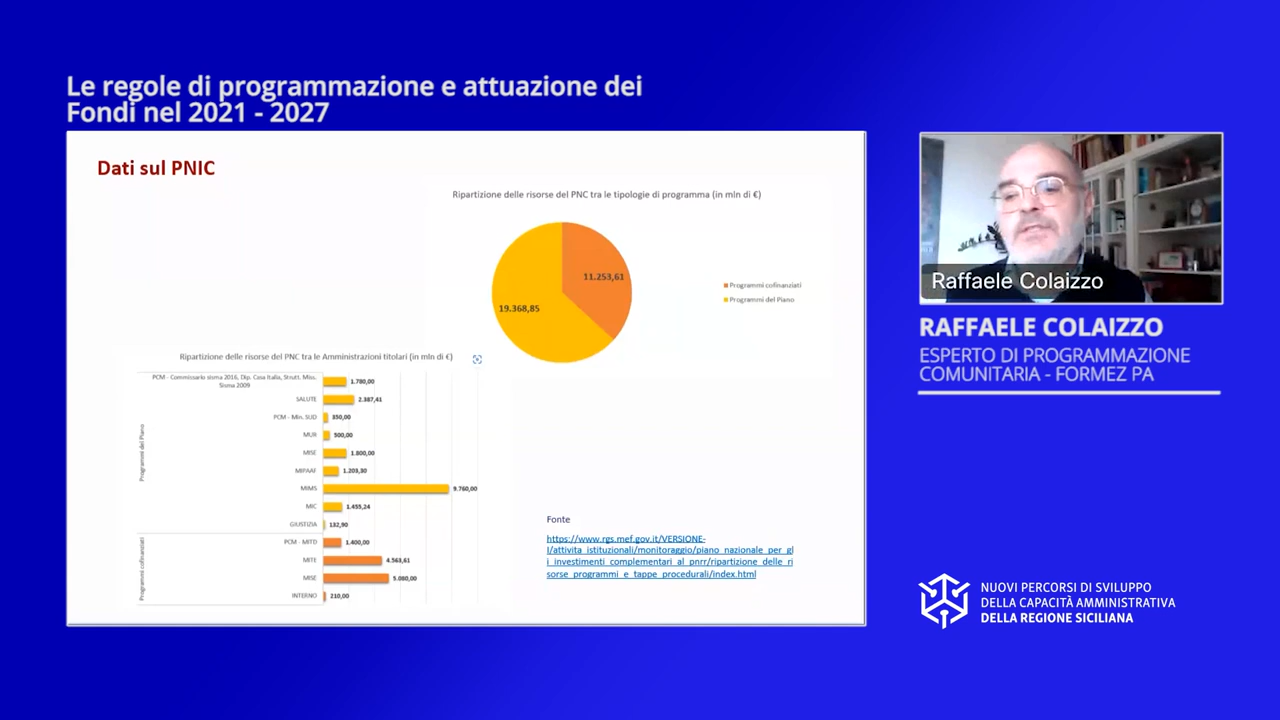 Le regole di programmazione e attuazione dei
Fondi nel 2021 - 2027
Dati sul PNIC
Ripartizione delle risorse del PNC tra le tipologie di programma (in mln di €)
11.253,61
19.368,85
Programmi cofinanziati
Programmi del Piano
Ripartizione delle risorse del PNC tra le Amministrazioni titolari (in mln di €)
Programmi del Piano
PCM - Commissario sisma 2016, Dip. Casa Italia, Strutt. Miss.
Sisma 2009
1.780,00
SALUTE 2.387,41
PCM - Min. SUD 350,00
MUR 500,00
MISE 1.800,00
MIPAAF 1.203,30
MIMS 9.760,00
MIC 1.455,24
GIUSTIZIA 132,90
Programmi cofinanziati
PCM - MITD 1.400,00
MITE 4.563,61
MISE 5.080,00
INTERNO 210,00
Fonte
https://www.rgs.mef.gov.it/VERSIONE-
I/attivita_istituzionali/monitoraggio/piano_nazionale_per_gl
i_investimenti_complementari_al_pnrr/ripartizione_delle_ri
sorse_programmi_e_tappe_procedurali/index.html
Raffaele Colaizzo
RAFFAELE COLAIZZO
ESPERTO DI PROGRAMMAZIONE
COMUNITARIA - FORMEZ PA
NUOVI PERCORSI DI SVILUPPO
DELLA CAPACITÀ AMMINISTRATIVA
DELLA REGIONE SICILIANA